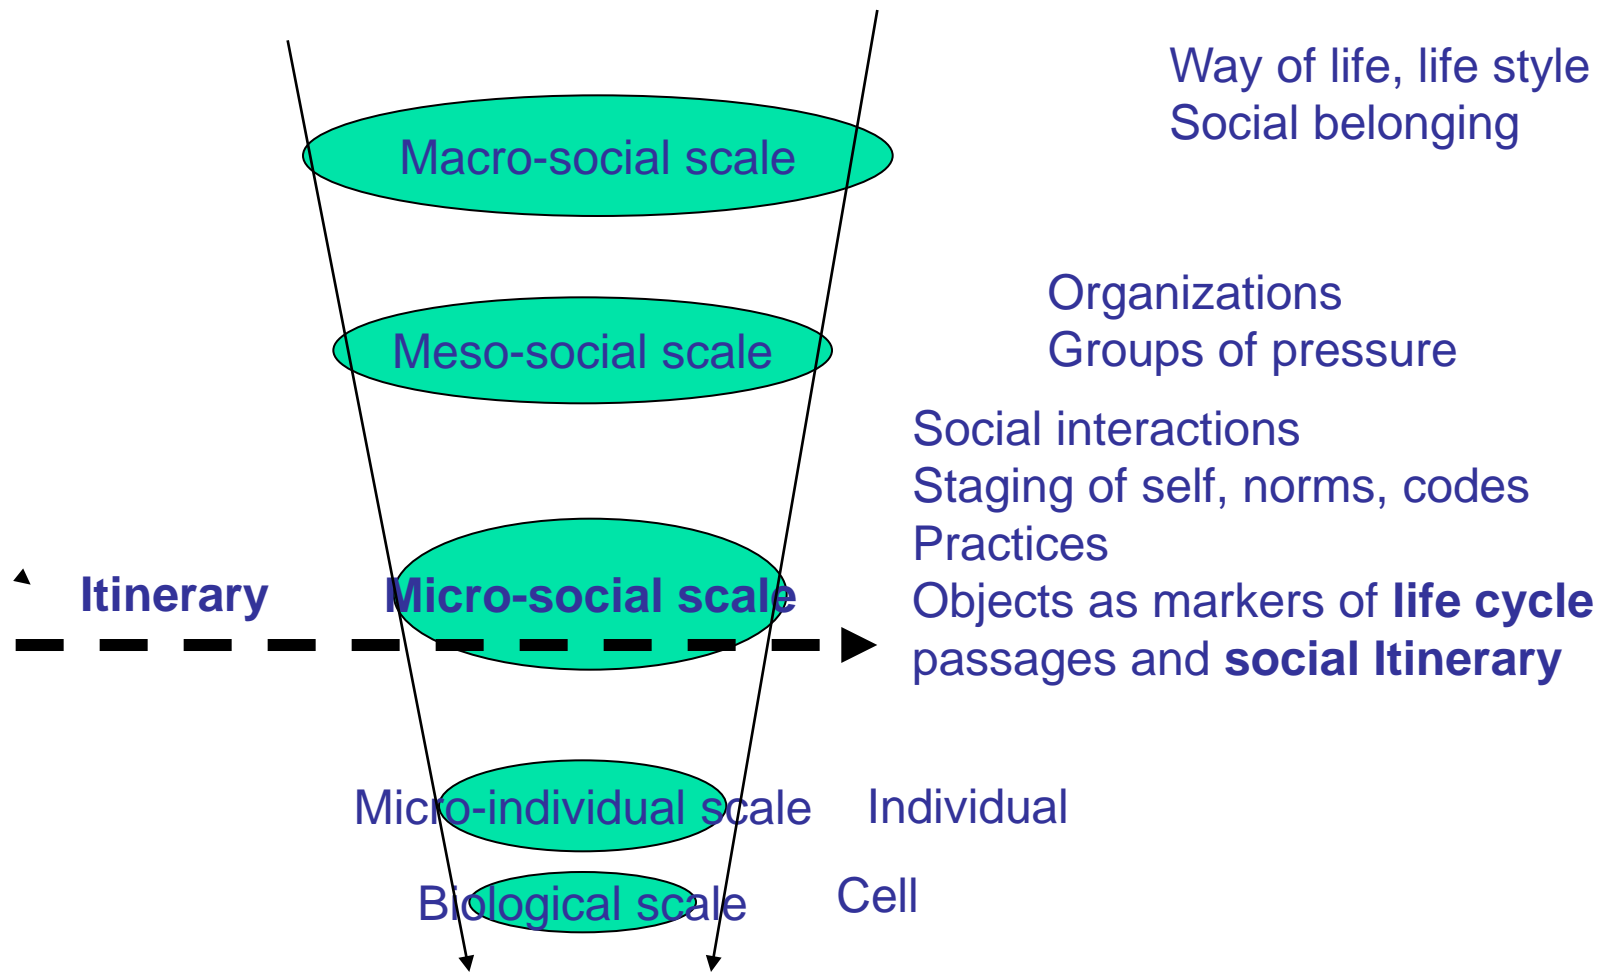 Way of life, life style
Social belonging
Macro-social scale
Organizations
Groups of pressure
Meso-social scale
Social interactions
Staging of self, norms, codes
Practices
Objects as markers of life cycle
passages and social Itinerary
Itinerary
Micro-social scale
Micro-individual scale
Individual
Biological scale
Cell